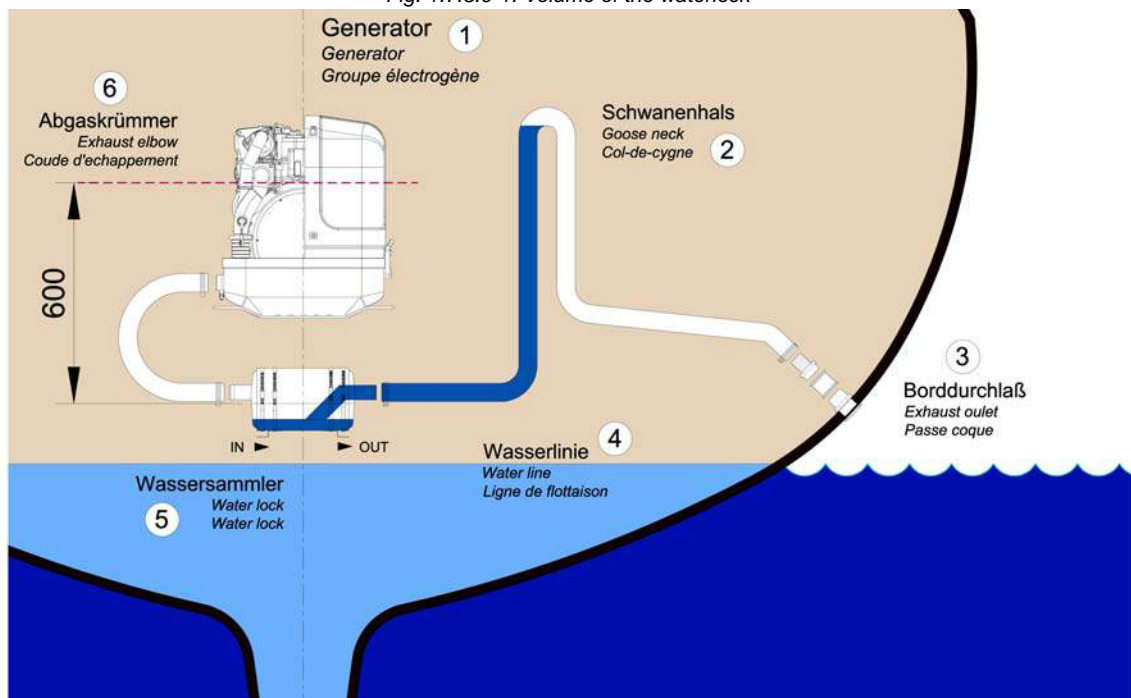 Generator
Generator
Groupe électrogène
1
6
Abgaskrümmer
Exhaust elbow
Coude d'echappement
Schwanenhals
Goose neck
Col-de-cygne
2
600
3
Borddurchlaß
Exhaust oulet
Passe coque
IN
OUT
Wasserlinie
Water line
Ligne de flottaison
4
Wassersammler
Water lock
Water lock
5